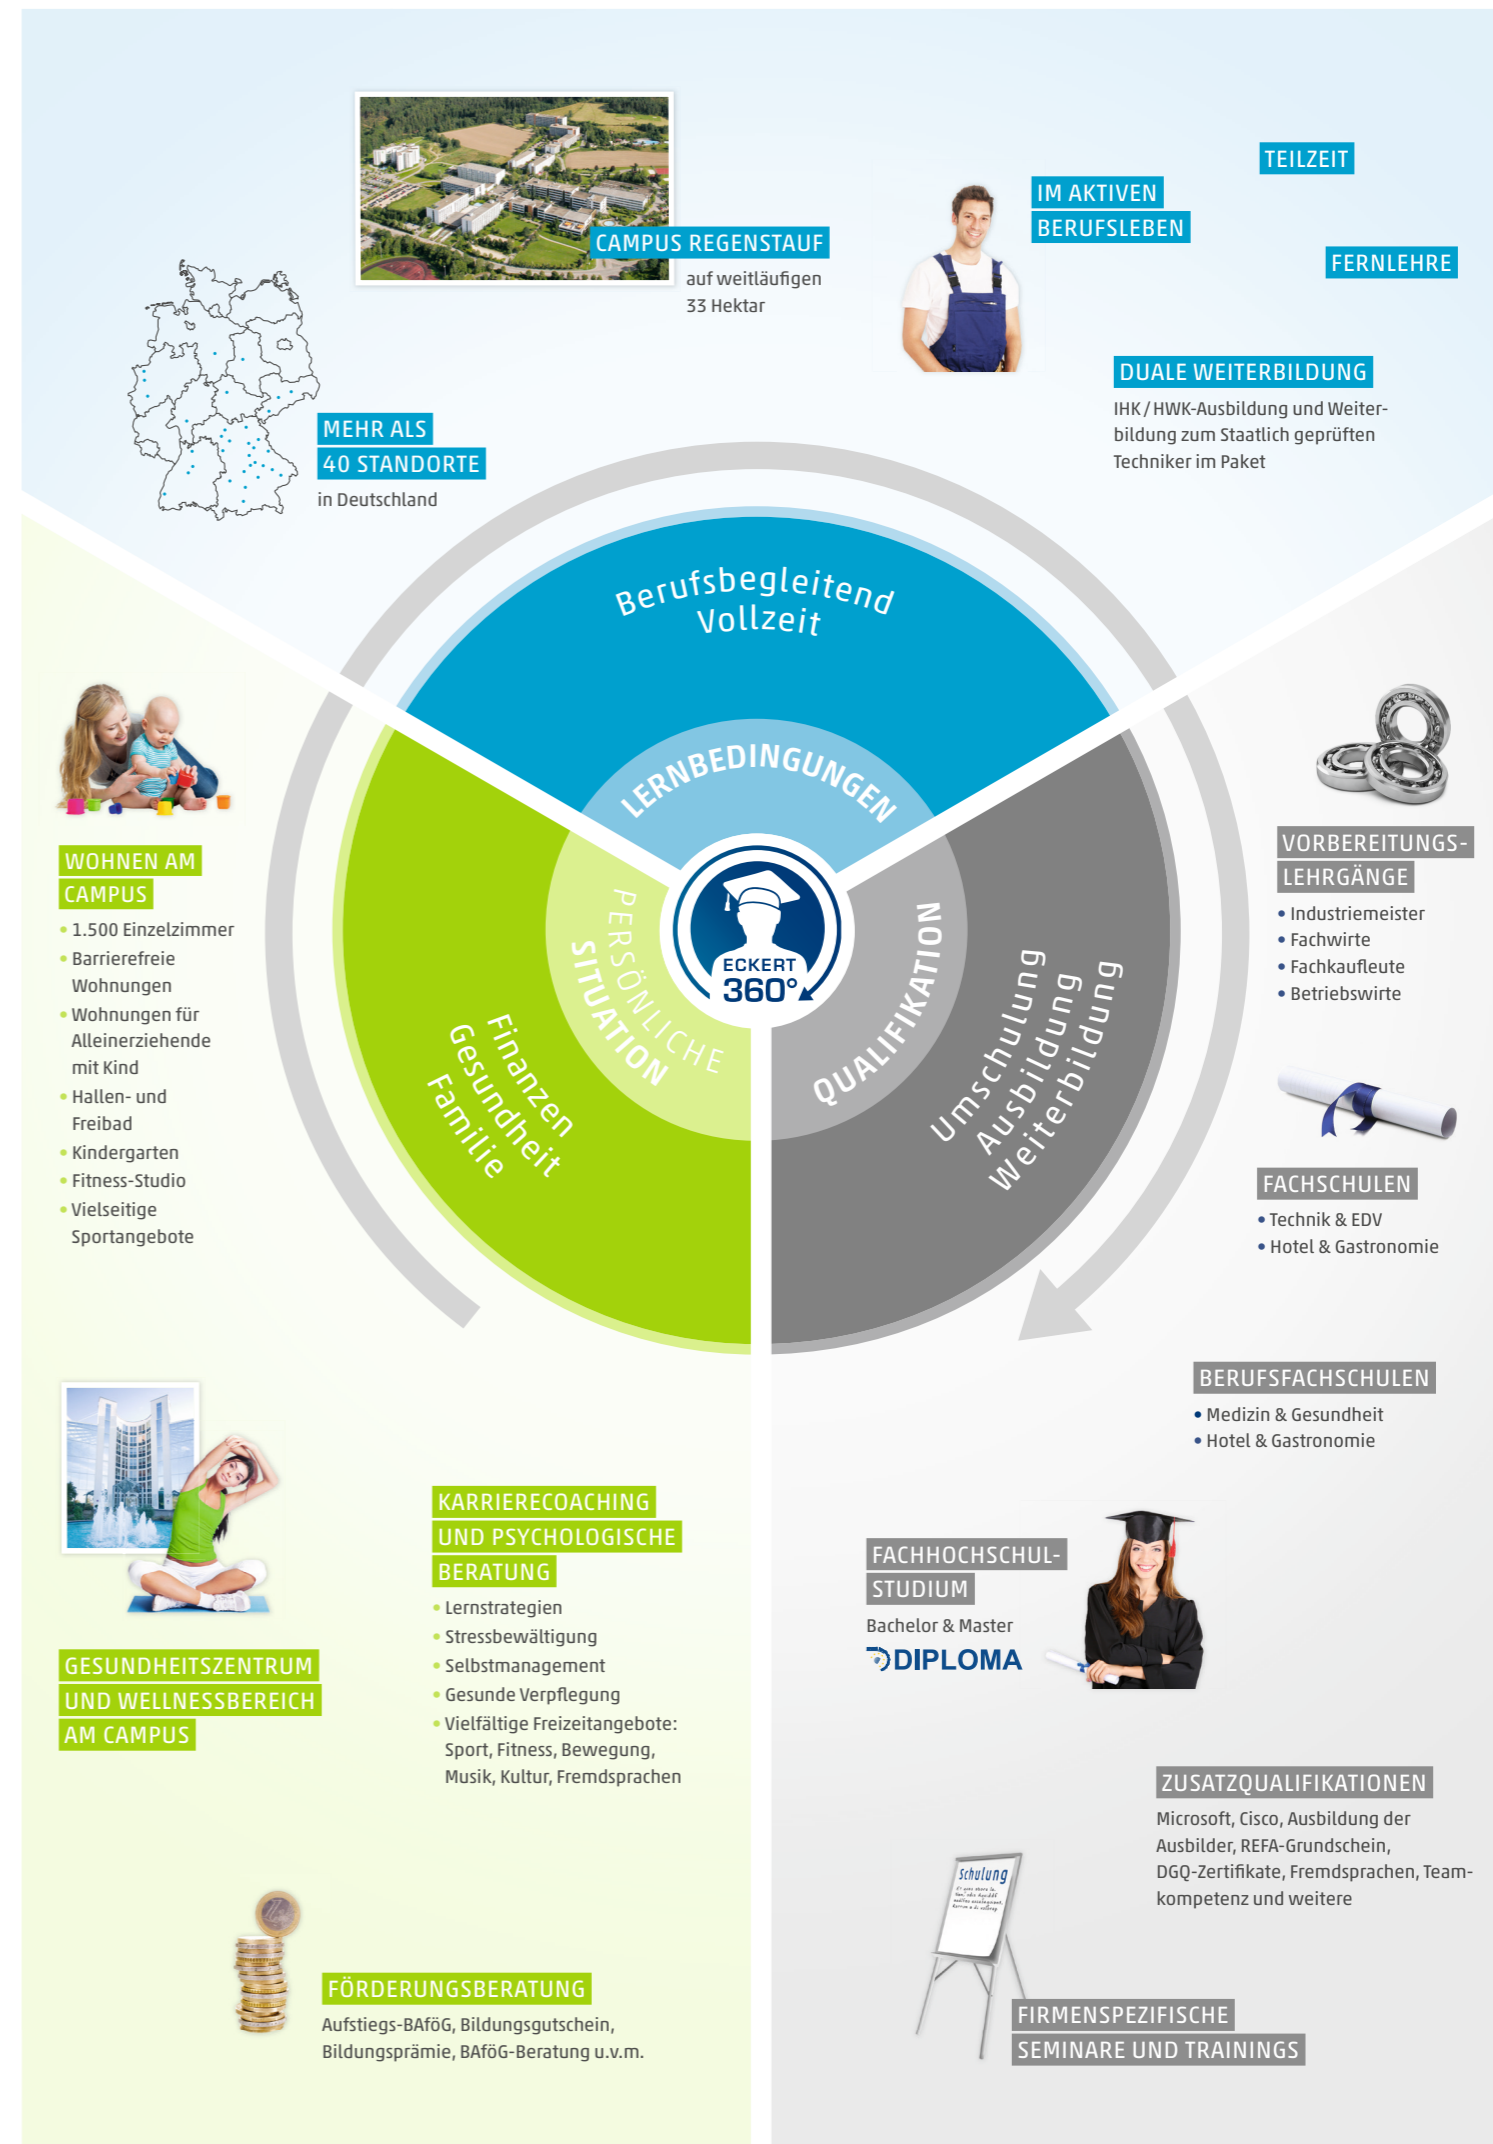 CAMPUS REGENSTAUF
auf weitläufigen
33 Hektar
IM AKTIVEN
BERUFSLEBEN
TEILZEIT
FERNLEHRE
DUALE WEITERBILDUNG
IHK/HWK-Ausbildung und Weiter-
bildung zum Staatlich geprüften
Techniker im Paket
MEHR ALS
40 STANDORTE
in Deutschland
Berufsbegleitend
Vollzeit
LERNBEDINGUNGEN
ECKERT
360°
PERSÖNLICHE
SITUATION
Finanzen
Gesundheit
Familie
QUALIFIKATION
Umschulung
Ausbildung
Weiterbildung
WOHNEN AM
CAMPUS
• 1.500 Einzelzimmer
• Barrierefreie
Wohnungen
• Wohnungen für
Alleinerziehende
mit Kind
• Hallen- und
Freibad
• Kindergarten
• Fitness-Studio
• Vielseitige
Sportangebote
VORBEREITUNGS-
LEHRGÄNGE
• Industriemeister
• Fachwirte
• Fachkaufleute
• Betriebswirte
FACHSCHULEN
• Technik & EDV
• Hotel & Gastronomie
BERUFSFACHSCHULEN
• Medizin & Gesundheit
• Hotel & Gastronomie
GESUNDHEITSZENTRUM
UND WELLNESSBEREICH
AM CAMPUS
KARRIERECOACHING
UND PSYCHOLOGISCHE
BERATUNG
• Lernstrategien
• Stressbewältigung
• Selbstmanagement
• Gesunde Verpflegung
• Vielfältige Freizeitangebote:
Sport, Fitness, Bewegung,
Musik, Kultur, Fremdsprachen
FACHHOCHSCHUL-
STUDIUM
Bachelor & Master
DIPLOMA
ZUSATZQUALIFIKATIONEN
Microsoft, Cisco, Ausbildung der
Ausbilder, REFA-Grundschein,
DGQ-Zertifikate, Fremdsprachen, Team-
kompetenz und weitere
Schulung
FÖRDERUNGSBERATUNG
Aufstiegs-BAföG, Bildungsgutschein,
Bildungsprämie, BAföG-Beratung u.v.m.
FIRMENSPEZIFISCHE
SEMINARE UND TRAININGS